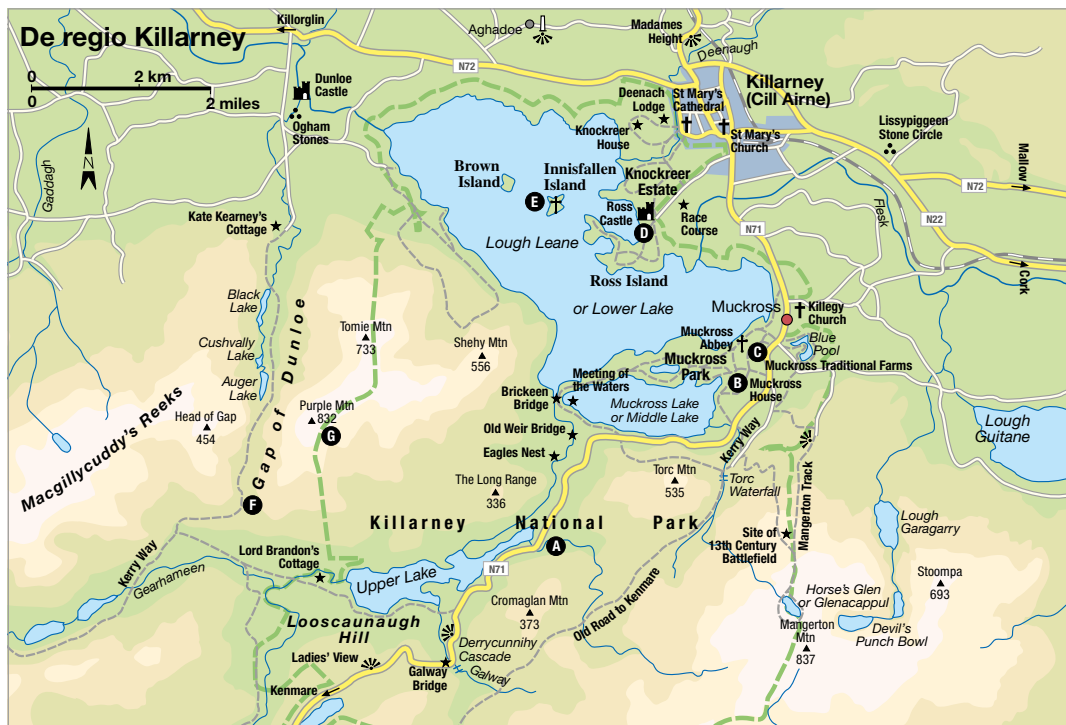 De regio Killarney
0
2 km
0
2 miles
N
Killorglin
Aghadoe
Madames
Height
Deenaugh
N72
Dunloe
Castle
Ogham
Stones
Deenach
Lodge
St Mary's
Cathedral
Killarney
(Cill Airne)
Knockreer
House
St Mary's
Church
Lissypiggeen
Stone Circle
Mallow
N72
Gaddagh
Brown
Island
Innisfallen
Island
E
Knockreer
Estate
Ross
Castle
D
Race
Course
Flesk
N22
Cork
N71
Kate Kearney's
Cottage
Lough Leane
Ross Island
or Lower Lake
Black
Lake
Muckross
Killegy
Church
Tomie Mtn
733
Shehy Mtn
556
Muckross
Abbey
C
Blue
Pool
Cushvally
Lake
Gap of Dunloe
Muckross
Park
Muckross Traditional Farms
Auger
Lake
Meeting of
the Waters
B
Muckross
House
Brickeen
Bridge
Muckross Lake
or Middle Lake
Macgillycuddy's Reeks
Head of Gap
454
Purple Mtn
832
G
Old Weir Bridge
Kerry Way
Lough
Guitane
Eagles Nest
The Long Range
336
Torc Mtn
535
Torc
Waterfall
Mangerton Track
F
Killarney National Park
A
Lough
Garagarry
Site of
13th Century
Battlefield
Kerry Way
Gearhameen
Lord Brandon's
Cottage
Upper Lake
N71
Stoompa
693
Horse's Glen
or Glenacappul
Cromaglan Mtn
373
Old Road to Kenmare
Looscaunaugh
Hill
Mangerton
Mtn
837
Devil's
Punch Bowl
Derrycunnihy
Cascade
Ladies' View
Galway
Bridge
Galway
Kenmare